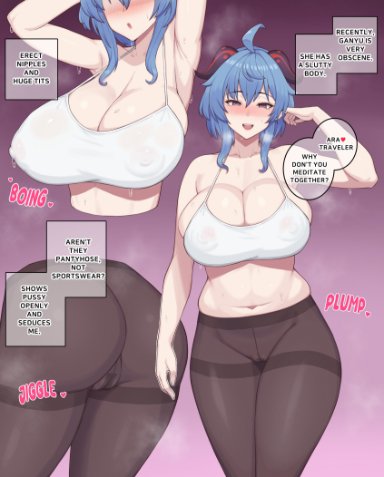 RECENTLY,
GANYU IS
VERY
OBSCENE.
SHE HAS
A SLUTTY
BODY.
ERECT
NIPPLES
AND
HUGE TITS
ARA♥
TRAVELER
WHY
DON'T YOU
MEDITATE
TOGETHER?
BOING
AREN'T
THEY
PANTYHOSE,
NOT
SPORTSWEAR?
SHOWS
PUSSY
OPENLY
AND
SEDUCES
ME.
PLUMP
JIGGLE